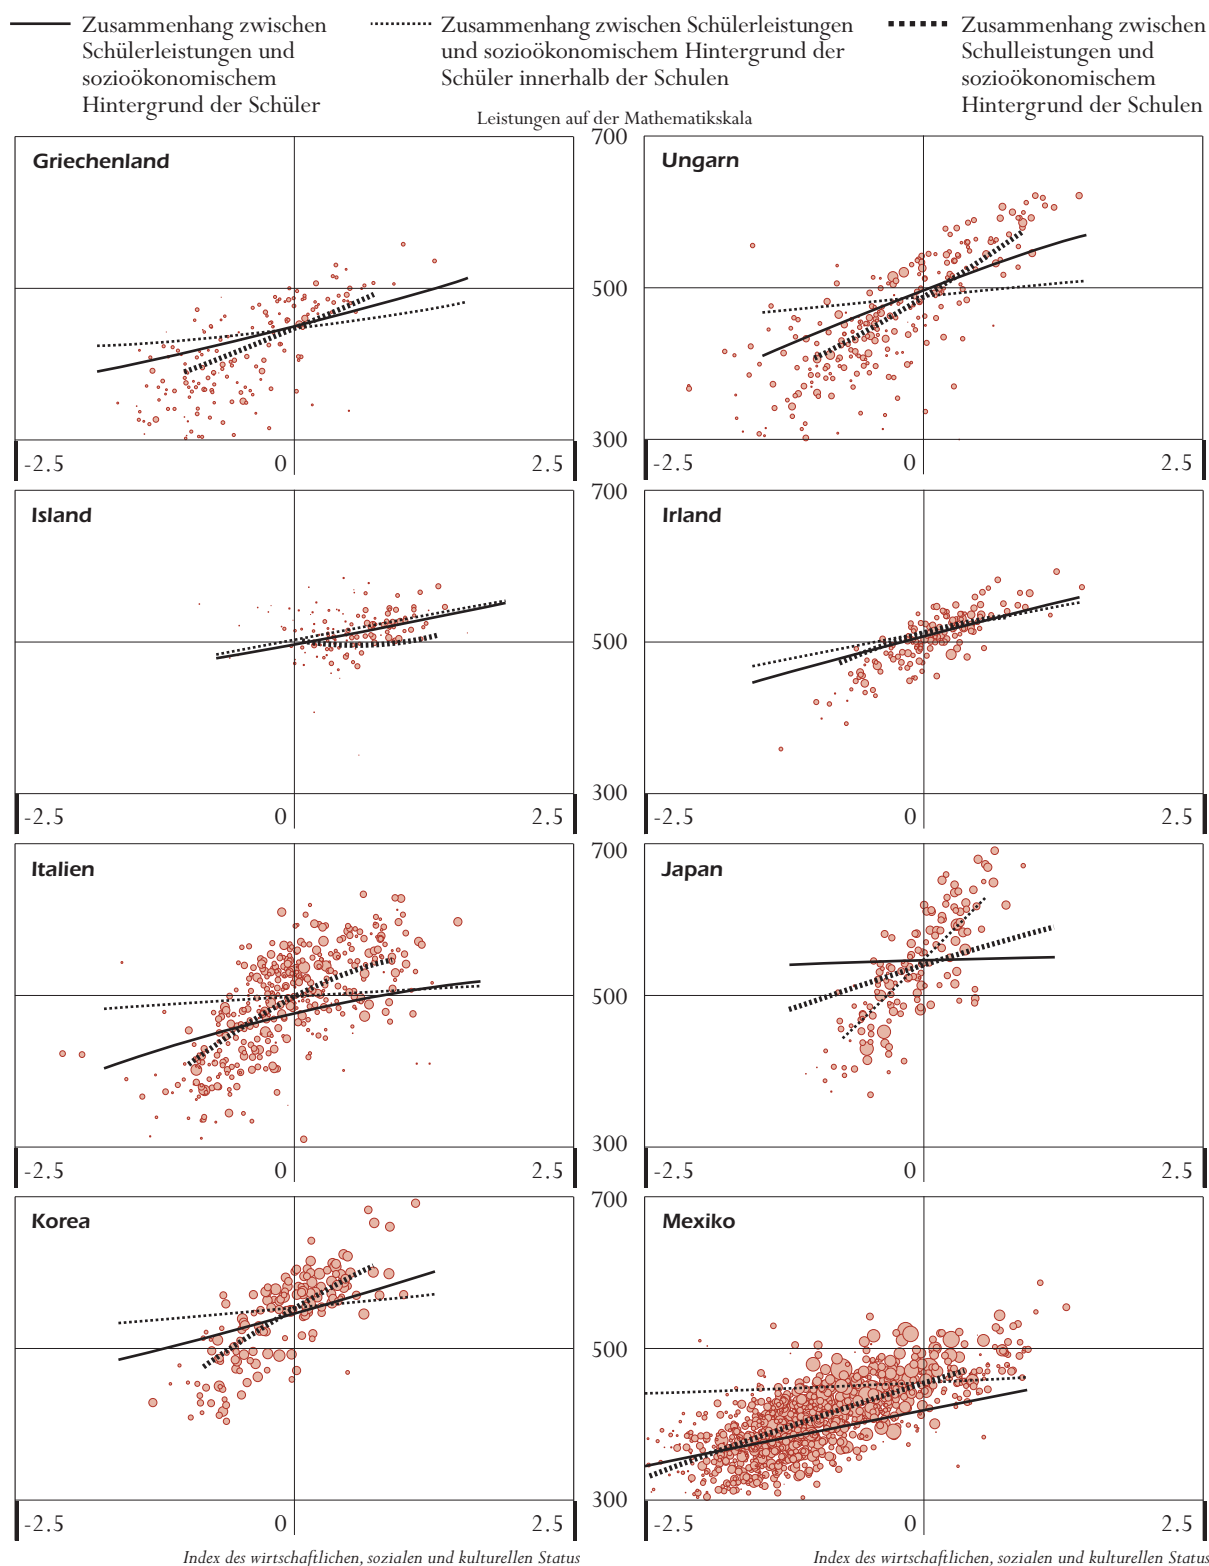 Zusammenhang zwischen
Schülerleistungen und
sozioökonomischem
Hintergrund der Schüler
Zusammenhang zwischen Schülerleistungen
und sozioökonomischem Hintergrund der
Schüler innerhalb der Schulen
Zusammenhang zwischen
Schulleistungen und
sozioökonomischem
Hintergrund der Schulen
Leistungen auf der Mathematikskala
700
Griechenland
Ungarn
500
300
-2.5 0 2.5
-2.5 0 2.5
700
Island
Irland
500
300
-2.5 0 2.5
-2.5 0 2.5
700
Italien
Japan
500
300
-2.5 0 2.5
-2.5 0 2.5
700
Korea
Mexiko
500
300
-2.5 0 2.5
-2.5 0 2.5
Index des wirtschaftlichen, sozialen und kulturellen Status
Index des wirtschaftlichen, sozialen und kulturellen Status